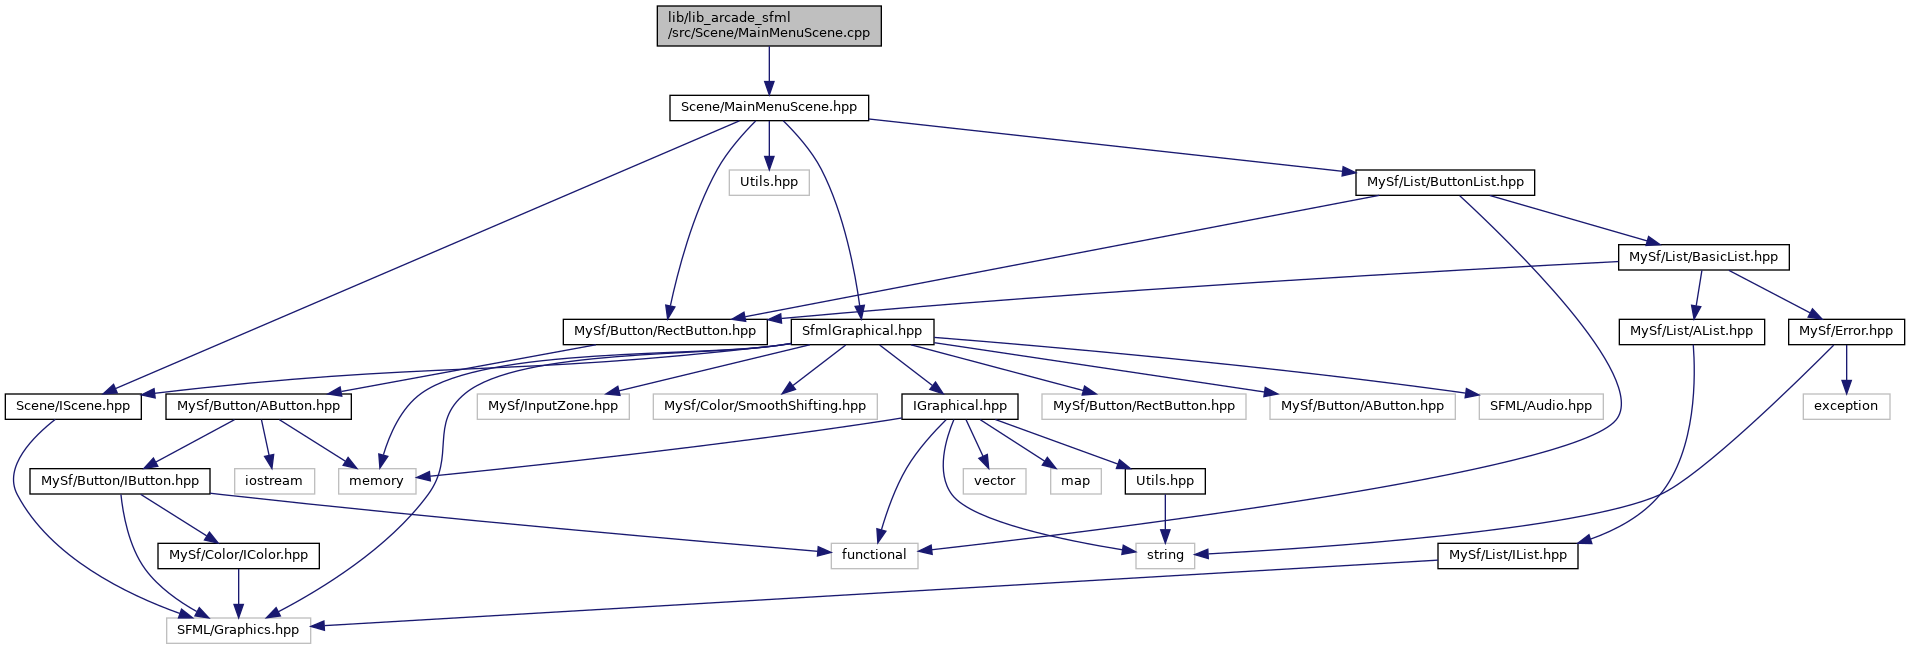 lib/lib_arcade_sfml
/src/Scene/MainMenuScene.cpp
Scene/MainMenuScene.hpp
Utils.hpp
MySf/List/ButtonList.hpp
MySf/List/BasicList.hpp
MySf/Button/RectButton.hpp
SfmlGraphical.hpp
MySf/List/AList.hpp
MySf/Error.hpp
Scene/IScene.hpp
MySf/Button/AButton.hpp
MySf/InputZone.hpp
MySf/Color/SmoothShifting.hpp
IGraphical.hpp
MySf/Button/RectButton.hpp
MySf/Button/AButton.hpp
SFML/Audio.hpp
exception
MySf/Button/IButton.hpp
iostream
memory
vector
map
Utils.hpp
MySf/Color/IColor.hpp
functional
string
MySf/List/IList.hpp
SFML/Graphics.hpp